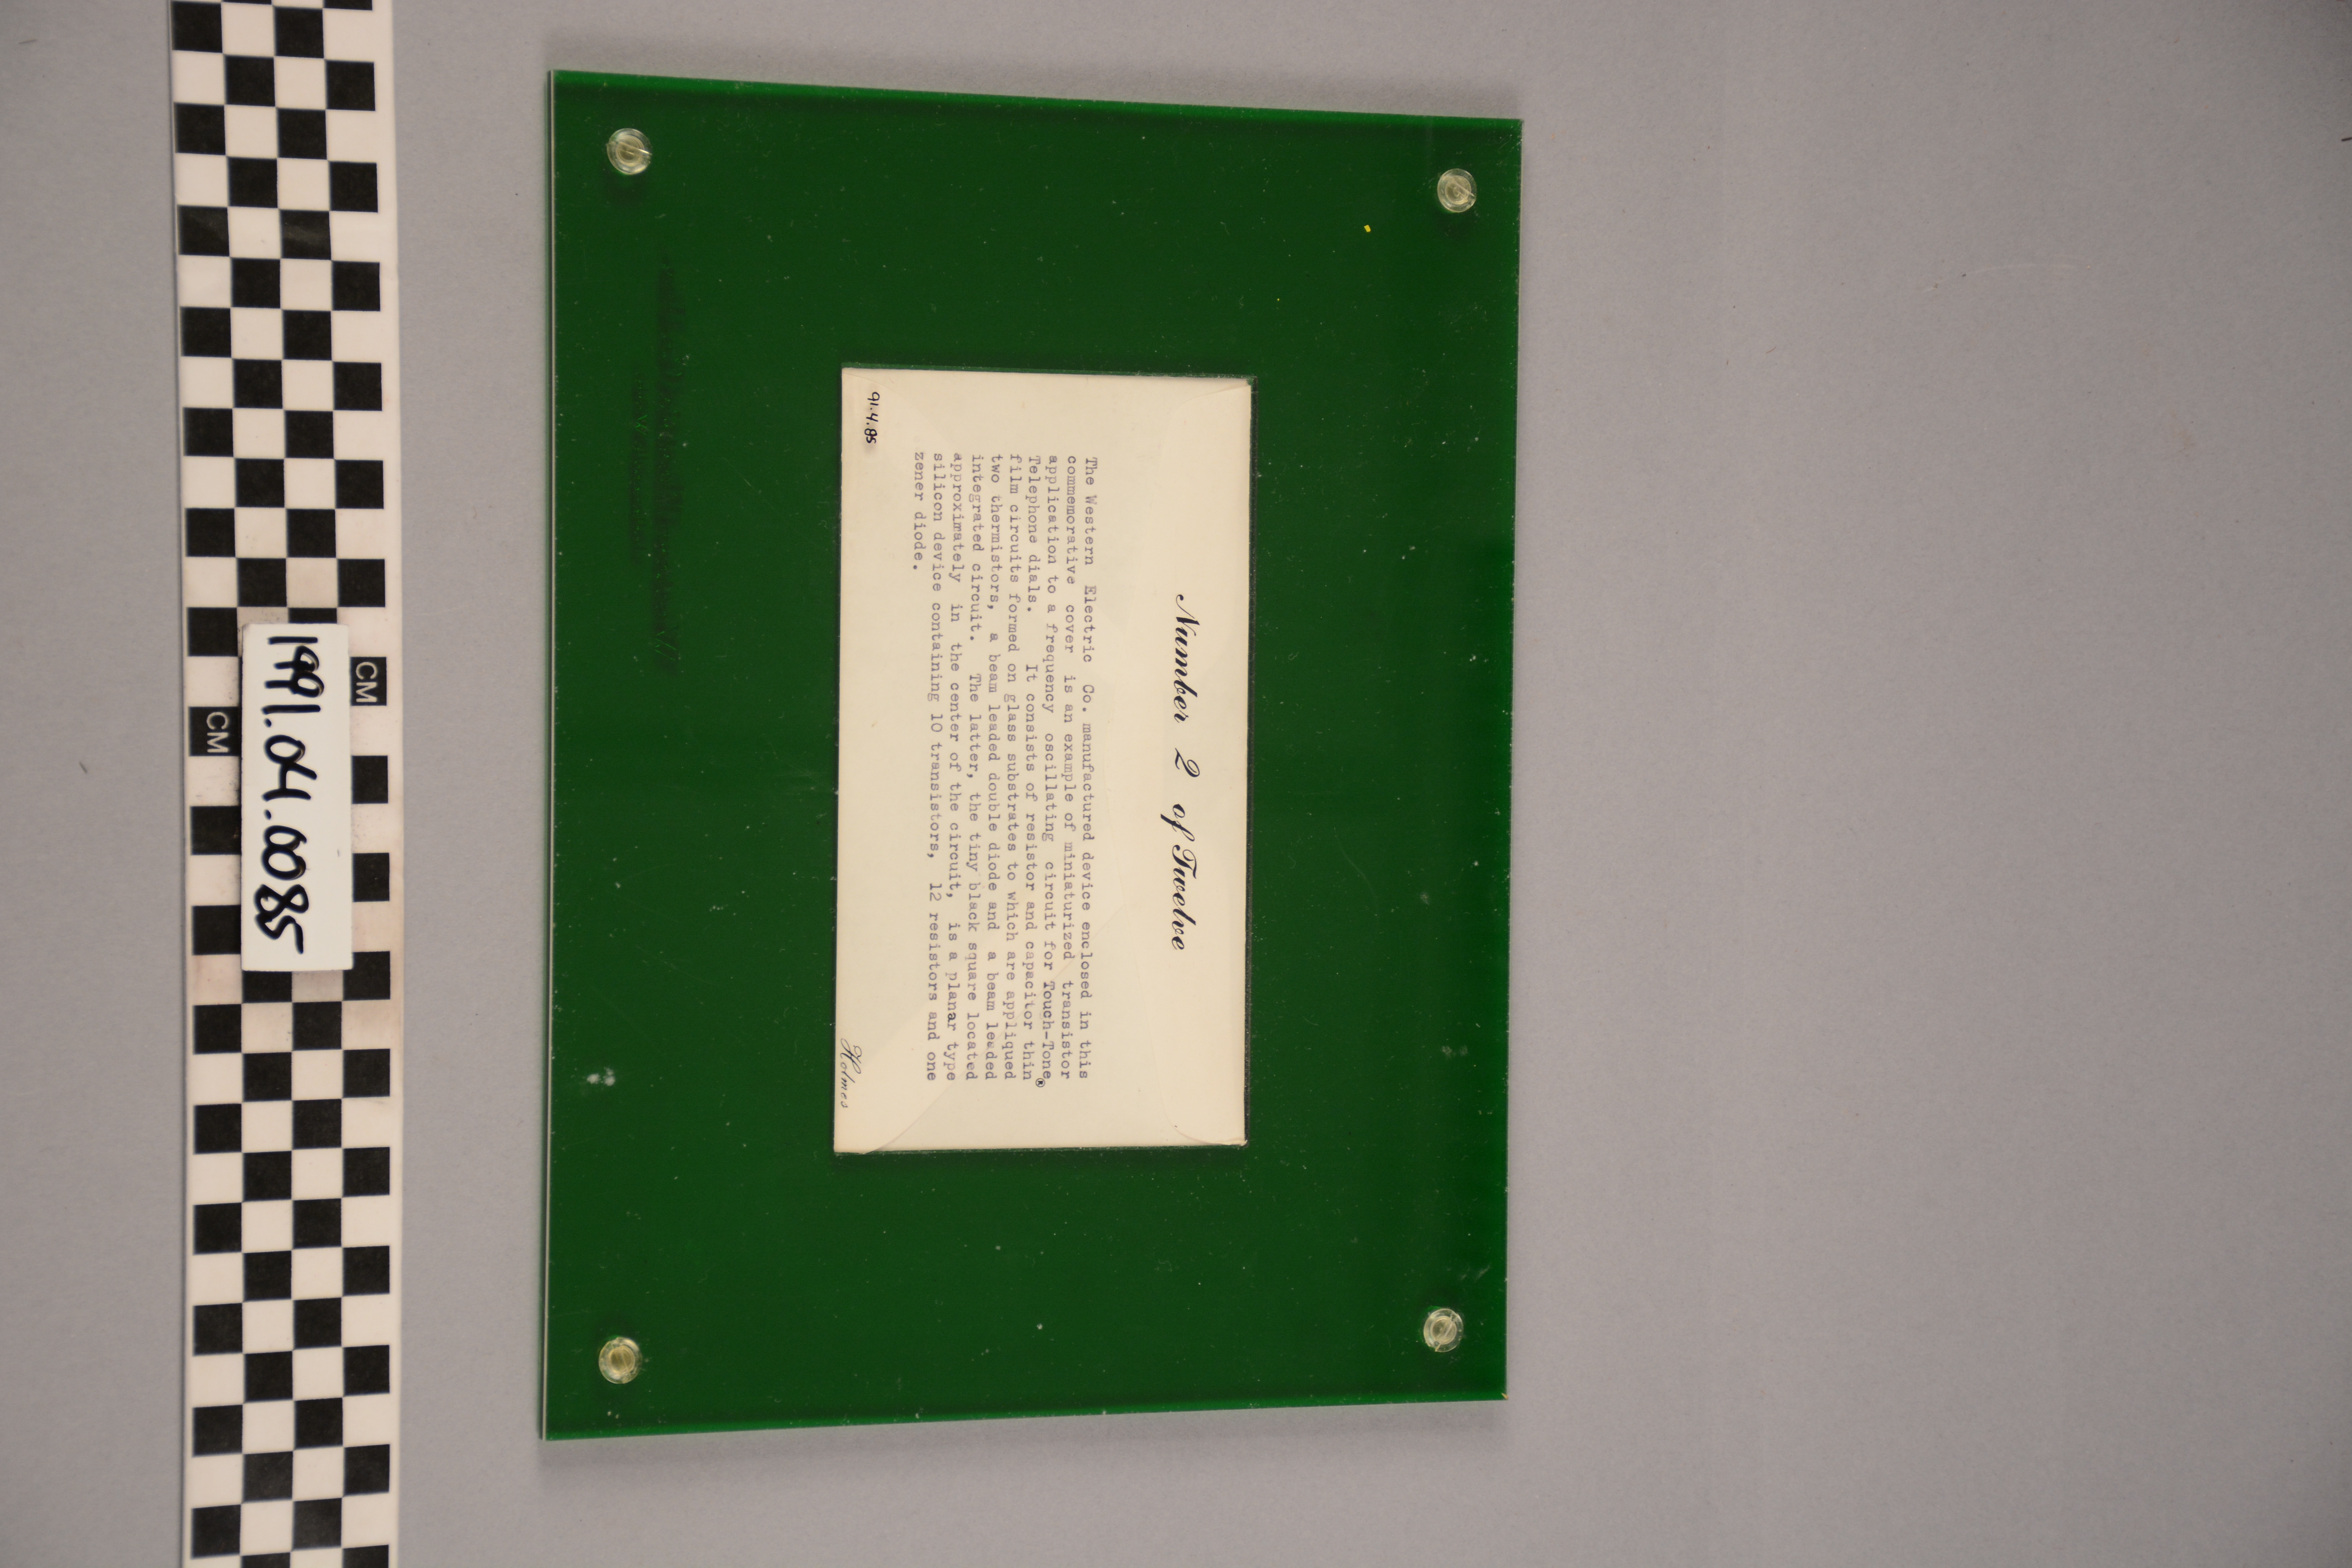 Number 2 of Twelve
The Western Electric Co. manufactured device enclosed in this
commemorative cover is an example of miniaturized transistor
application to a frequency oscillating circuit for Touch-Tone®
Telephone dials. It consists of resistor and capacitor thin
film circuits formed on glass substrates to which are appliqued
two thermistors, a beam leaded double diode and a beam leaded
integrated circuit. The latter, the tiny black square located
approximately in the center of the circuit, is a planar type
silicon device containing 10 transistors, 12 resistors and one
zener diode.
91.4.85
Holmes
CM
1991.04.0085
CM